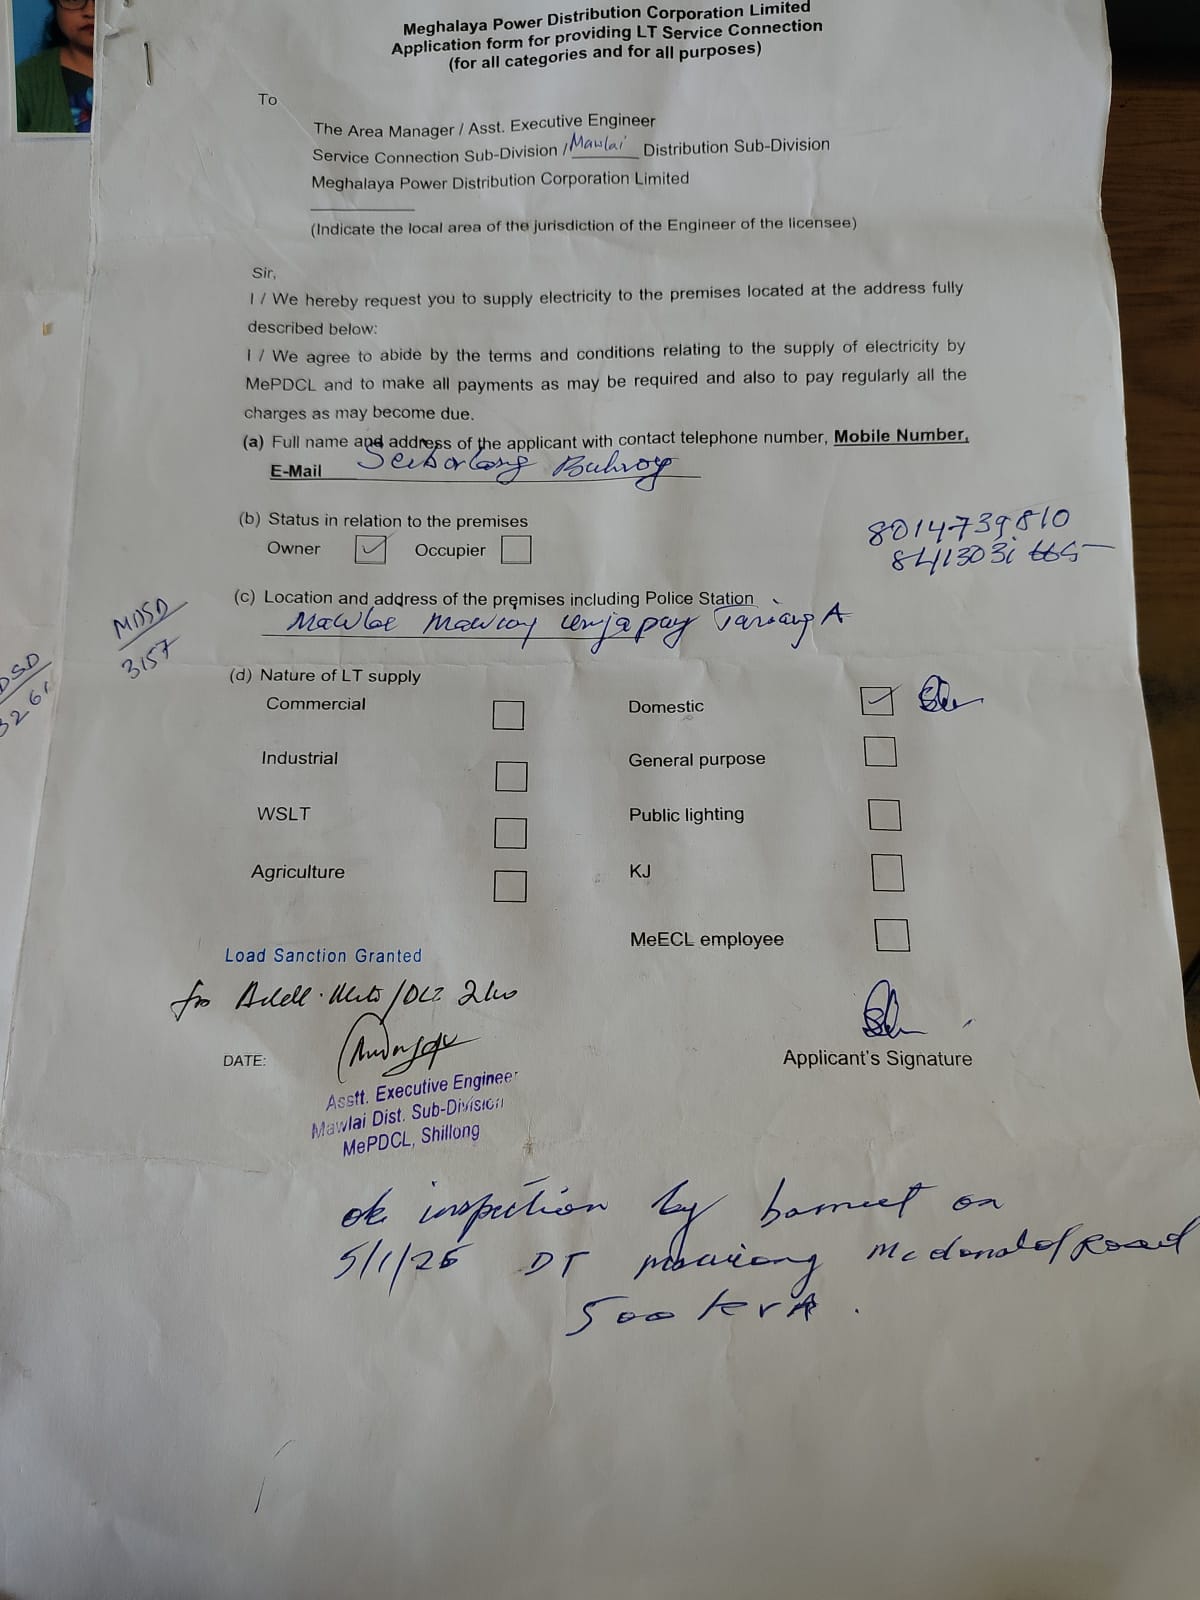 Meghalaya Power Distribution Corporation Limited
Application form for providing LT Service Connection
(for all categories and for all purposes)
To
The Area Manager / Asst. Executive Engineer
Service Connection Sub-Division / Mawlai Distribution Sub-Division
Meghalaya Power Distribution Corporation Limited
(Indicate the local area of the jurisdiction of the Engineer of the licensee)
Sir,
I / We hereby request you to supply electricity to the premises located at the address fully
described below:
I / We agree to abide by the terms and conditions relating to the supply of electricity by
MePDCL and to make all payments as may be required and also to pay regularly all the
charges as may become due.
(a) Full name and address of the applicant with contact telephone number, Mobile Number,
E-Mail
(b) Status in relation to the premises
8014739810
Owner Occupier
(c) Location and address of the premises including Police Station
A
3157
(d) Nature of LT supply
Commercial Domestic
Industrial General purpose
WSLT Public lighting
Agriculture KJ
MeECL employee
Load Sanction Granted
DATE:
Applicant's Signature
Asstt. Executive Engineer
Mawlai Dist. Sub-Division
MePDCL, Shillong
ok inspection by on
5/1/26 DT Road
500 KVA.